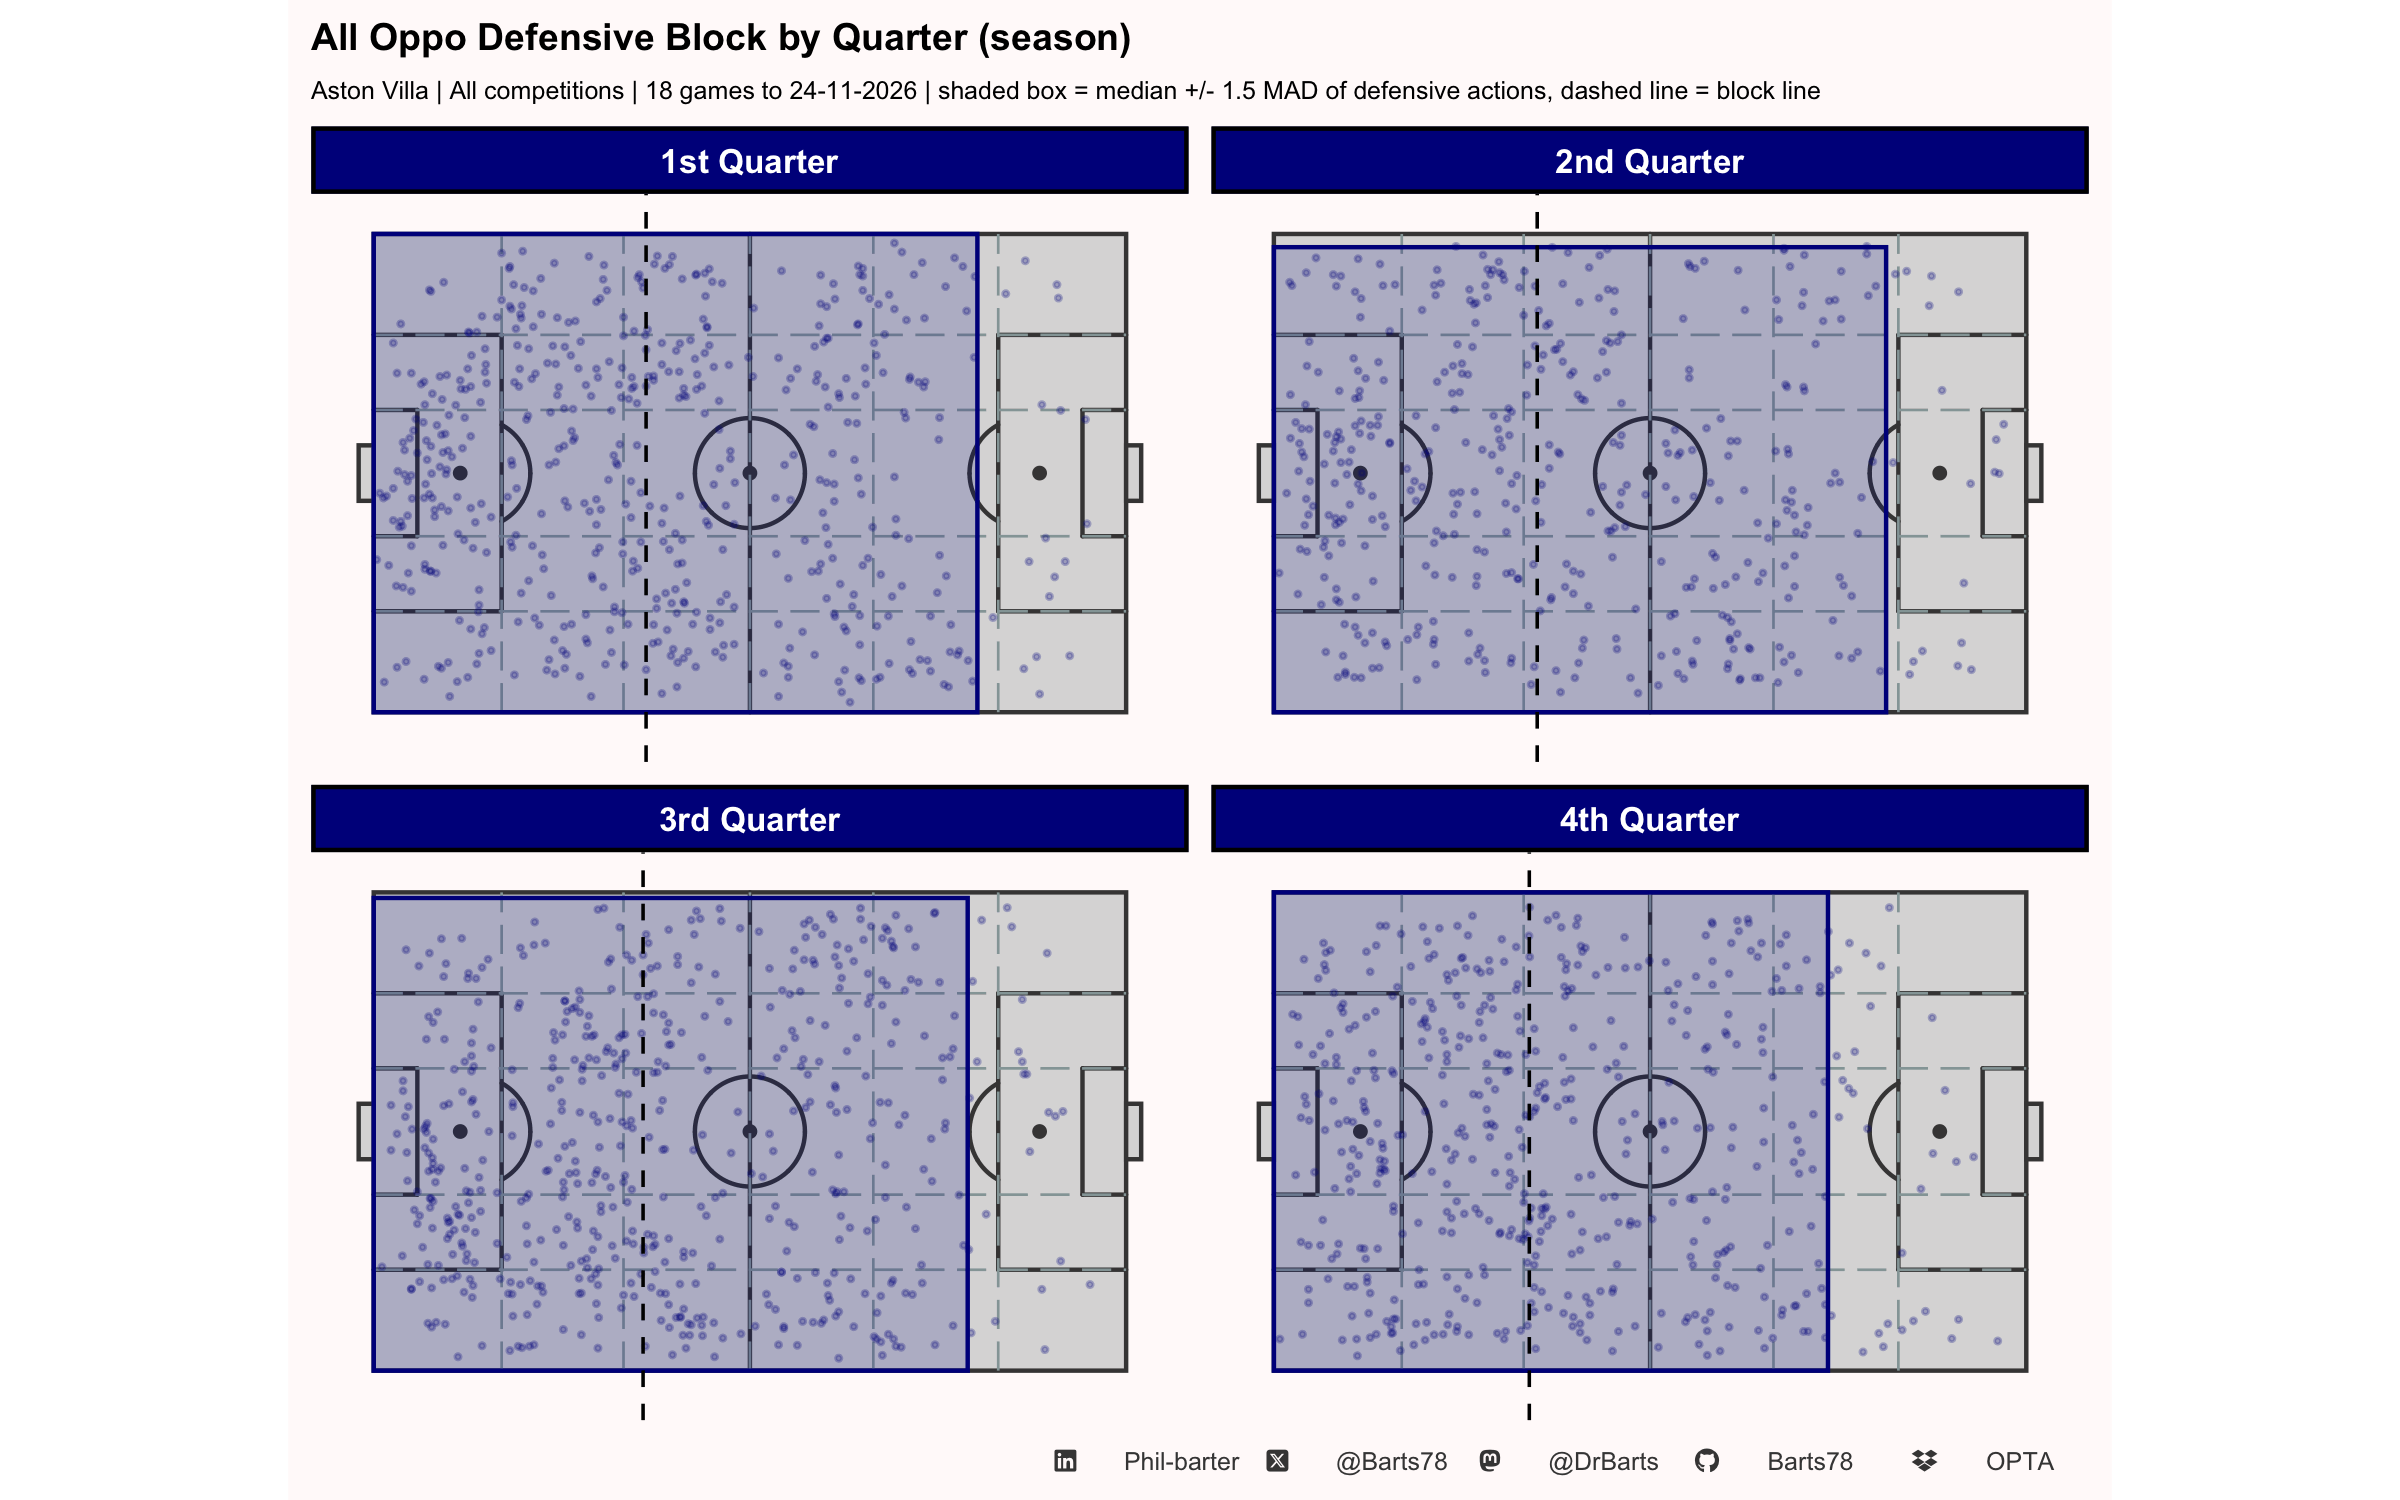 All Oppo Defensive Block by Quarter (season)
Aston Villa | All competitions | 18 games to 24-11-2026 | shaded box = median +/- 1.5 MAD of defensive actions, dashed line = block line
1st Quarter
2nd Quarter
3rd Quarter
4th Quarter
Phil-barter @Barts78 @DrBarts Barts78 OPTA